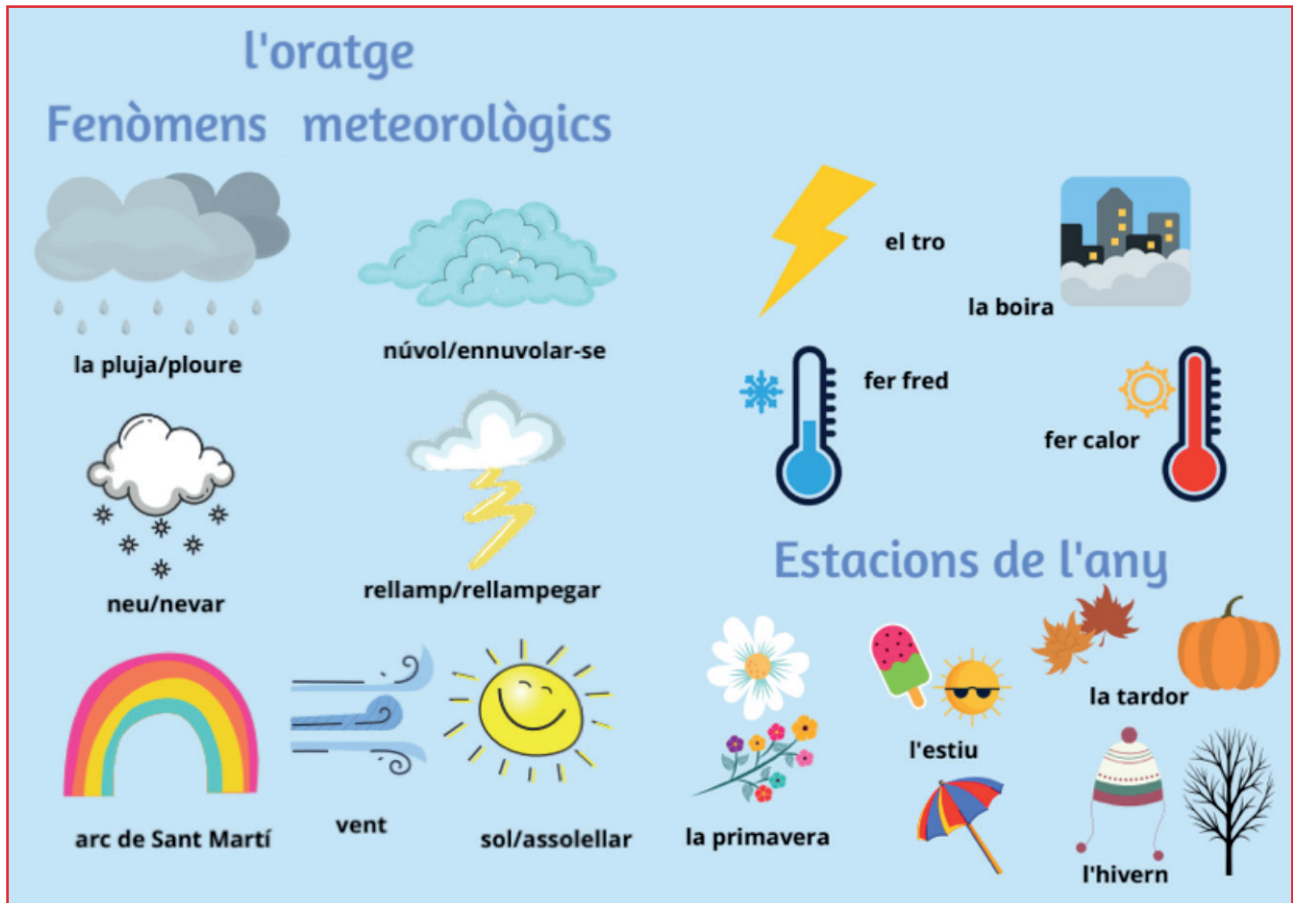 l'oratge
Fenòmens meteorològics
la pluja/ploure
núvol/ennuvolar-se
neu/nevar
rellamp/rellampegar
arc de Sant Martí
vent
sol/assolellar
el tro
la boira
fer fred
fer calor
Estacions de l'any
la primavera
l'estiu
la tardor
l'hivern